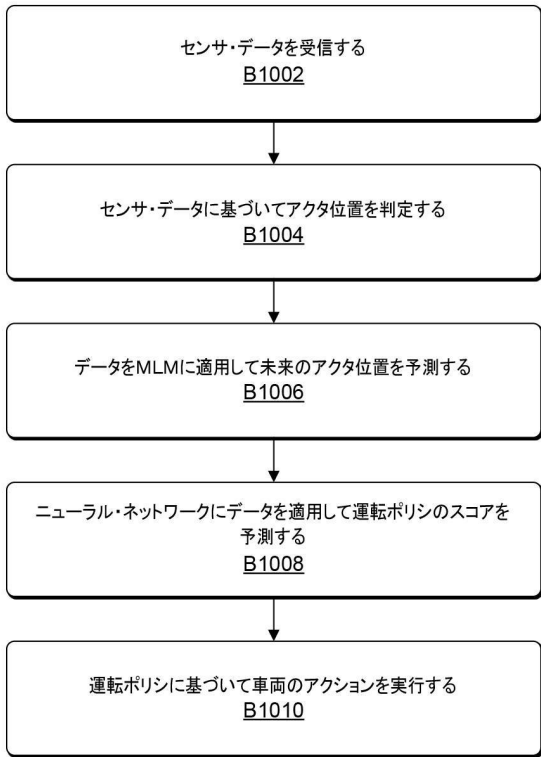 センサ・データを受信する
B1002
センサ・データに基づいてアクタ位置を判定する
B1004
データをMLMに適用して未来のアクタ位置を予測する
B1006
ニューラル・ネットワークにデータを適用して運転ポリシのスコアを
予測する
B1008
運転ポリシに基づいて車両のアクションを実行する
B1010